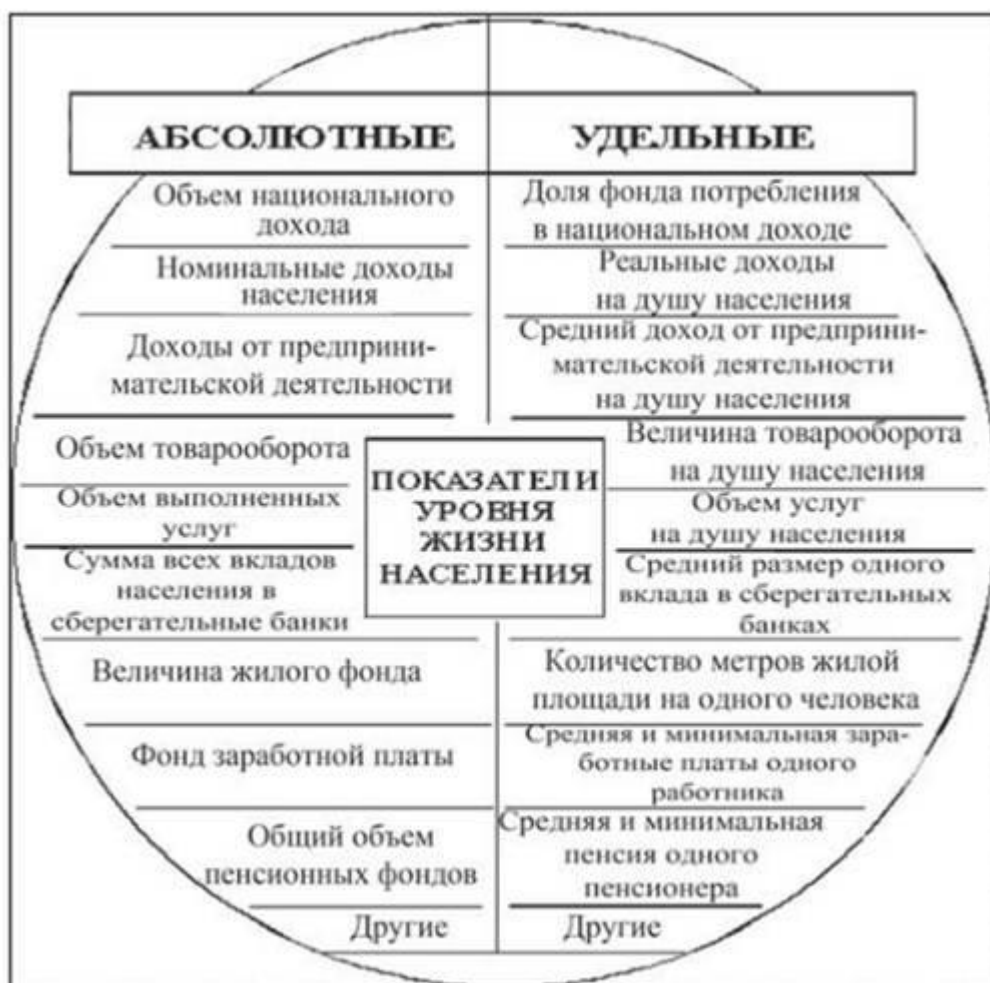 АБСОЛЮТНЫЕ
Объем национального
дохода
Номинальные доходы
населения
Доходы от предприни-
мательской деятельности
Объем товарооборота
Объем выполненных
услуг
Сумма всех вкладов
населения в
сберегательные банки
Величина жилого фонда
Фонд заработной платы
Общий объем
пенсионных фондов
Другие
ПОКАЗАТЕЛИ
УРОВНЯ
ЖИЗНИ
НАСЕЛЕНИЯ
УДЕЛЬНЫЕ
Доля фонда потребления
в национальном доходе
Реальные доходы
на душу населения
Средний доход от предприни-
мательской деятельности
на душу населения
Величина товарооборота
на душу населения
Объем услуг
на душу населения
Средний размер одного
вклада в сберегательных
банках
Количество метров жилой
площади на одного человека
Средняя и минимальная зара-
ботные платы одного
работника
Средняя и минимальная
пенсия одного
пенсионера
Другие